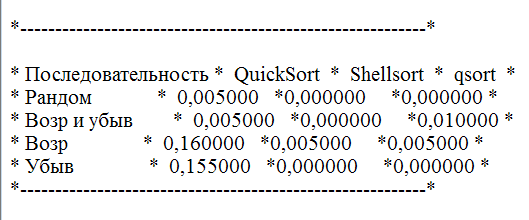 *----------------------------------------------------------*
* Последовательность *  QuickSort  *  Shellsort  *  qsort  *
* Рандом            *  0,005000   *0,000000     *0,000000 *
* Возр и убыв       *  0,005000   *0,000000     *0,010000 *
* Возр              *  0,160000   *0,005000     *0,005000 *
* Убыв              *  0,155000   *0,000000     *0,000000 *
*----------------------------------------------------------*